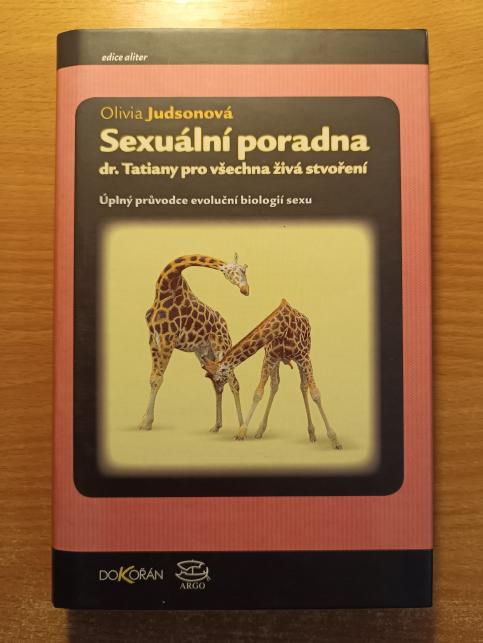 edice aliter
Olivia Judsonová
Sexuální poradna
dr. Tatiany pro všechna živá stvoření
Úplný průvodce evoluční biologií sexu
DOKOŘÁN
ARGO